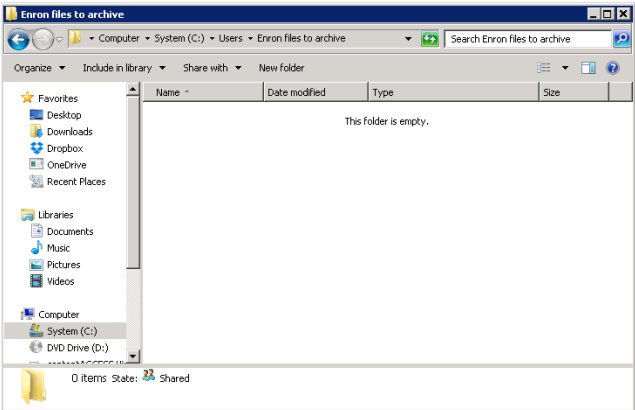 Enron files to archive
Computer System (C:) Users Enron files to archive Search Enron files to archive
Organize Include in library Share with New folder
Name Date modified Type Size
This folder is empty.
Favorites
Desktop
Downloads
Dropbox
OneDrive
Recent Places
Libraries
Documents
Music
Pictures
Videos
Computer
System (C:)
DVD Drive (D:)
0 items State: Shared